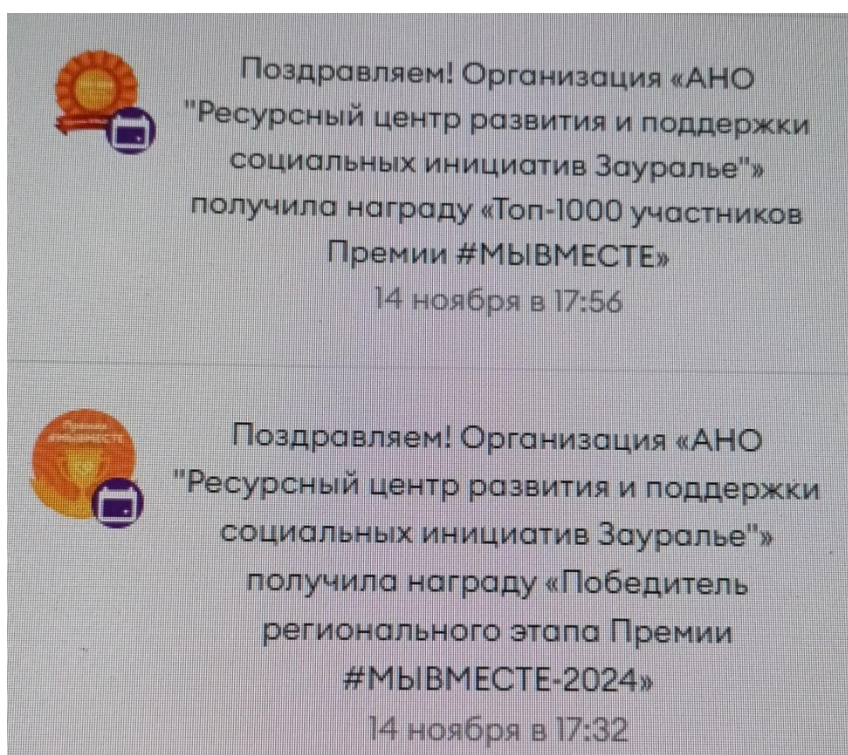 Поздравляем! Организация «АНО
"Ресурсный центр развития и поддержки
социальных инициатив Зауралье"»
получила награду «Топ-1000 участников
Премии #МЫВМЕСТЕ»
14 ноября в 17:56
Премия
#МЫВМЕСТЕ
Поздравляем! Организация «АНО
"Ресурсный центр развития и поддержки
социальных инициатив Зауралье"»
получила награду «Победитель
регионального этапа Премии
#МЫВМЕСТЕ-2024»
14 ноября в 17:32